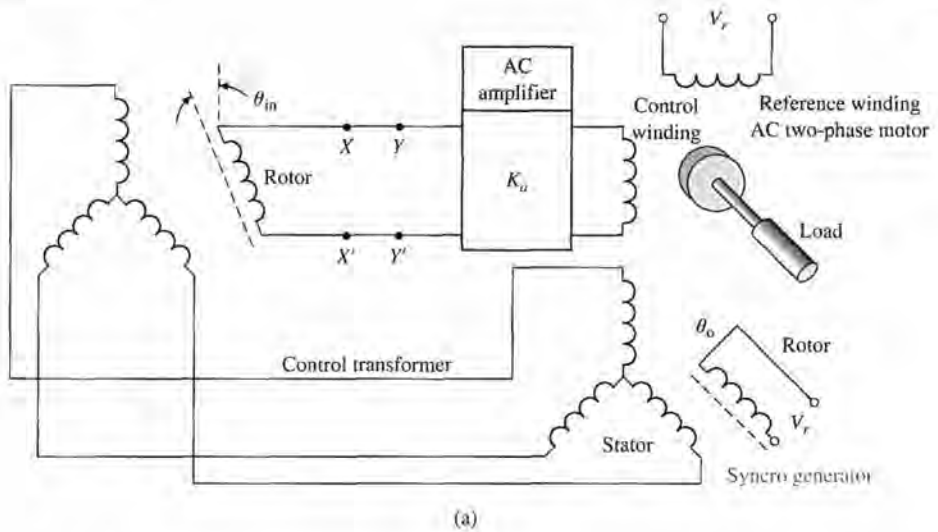 V_r
AC
amplifier
Control
winding
Reference winding
AC two-phase motor
θ_in
X
Y
Rotor
K_a
X'
Y'
Load
θ_o
Rotor
Control transformer
V_r
Stator
Syncro generator
(a)